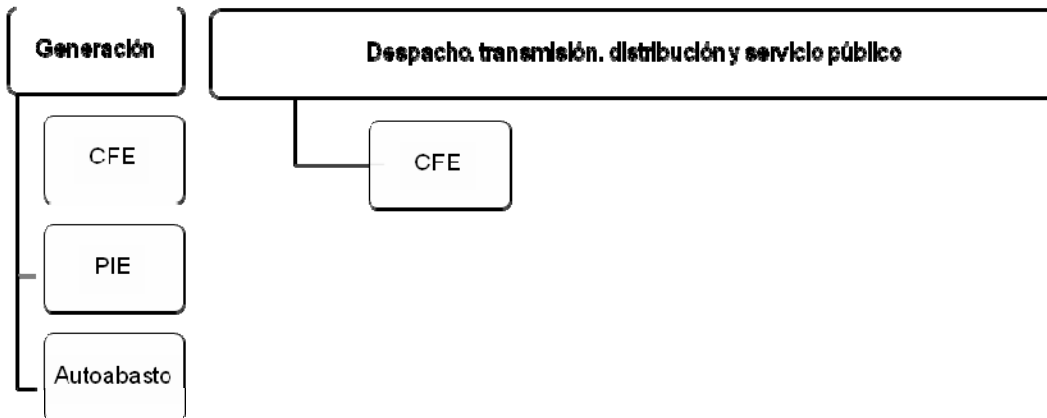 Generación
Despacho, transmisión, distribución y servicio público
CFE
CFE
PIE
Autoabasto